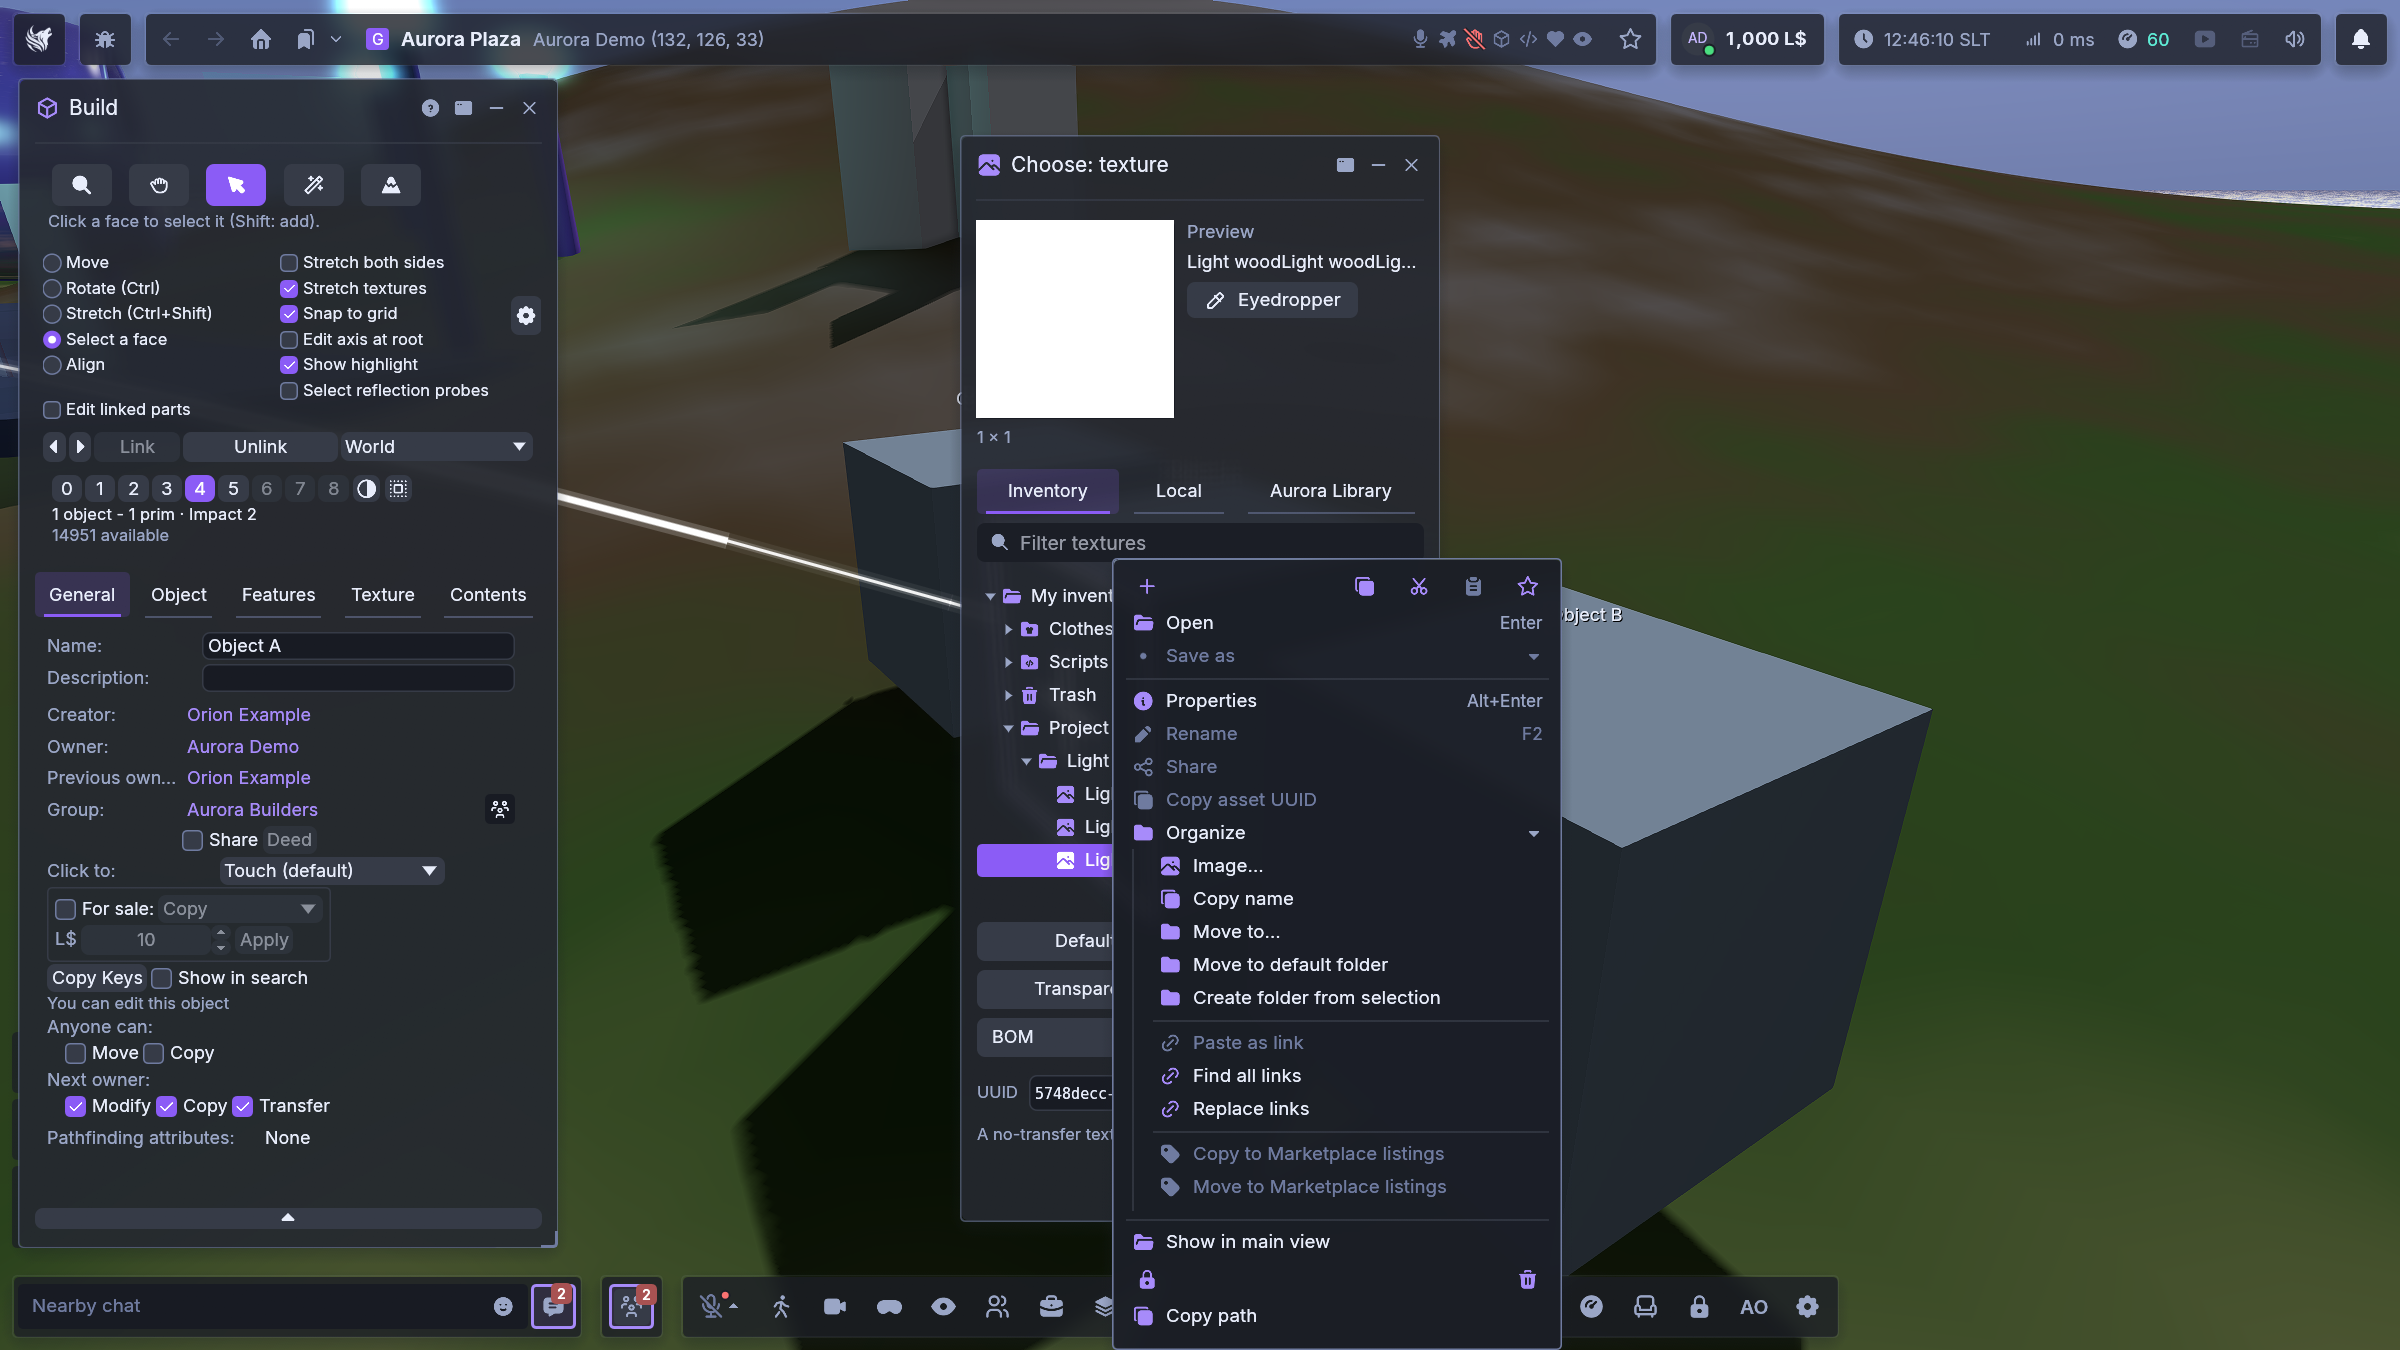 G Aurora Plaza Aurora Demo (132, 126, 33)
AD 1,000 L$
12:46:10 SLT 0 ms 60
Build
Click a face to select it (Shift: add).
Move
Rotate (Ctrl)
Stretch (Ctrl+Shift)
Select a face
Align
Edit linked parts
Stretch both sides
Stretch textures
Snap to grid
Edit axis at root
Show highlight
Select reflection probes
Link Unlink World
0 1 2 3 4 5 6 7 8
1 object - 1 prim · Impact 2
14951 available
General Object Features Texture Contents
Name: Object A
Description:
Creator: Orion Example
Owner: Aurora Demo
Previous own... Orion Example
Group: Aurora Builders
Share Deed
Click to: Touch (default)
For sale: Copy
L$ 10 Apply
Copy Keys Show in search
You can edit this object
Anyone can:
Move Copy
Next owner:
Modify Copy Transfer
Pathfinding attributes: None
Choose: texture
Preview
Light woodLight woodLig...
Eyedropper
1 × 1
Inventory Local Aurora Library
Filter textures
My invent
Clothes
Scripts
Trash
Project
Light
Lig
Lig
Lig
Default
Transpare
BOM
UUID 5748decc-
A no-transfer text
Open Enter
Save as
Properties Alt+Enter
Rename F2
Share
Copy asset UUID
Organize
Image...
Copy name
Move to...
Move to default folder
Create folder from selection
Paste as link
Find all links
Replace links
Copy to Marketplace listings
Move to Marketplace listings
Show in main view
Copy path
bject B
Nearby chat
2
2
AO